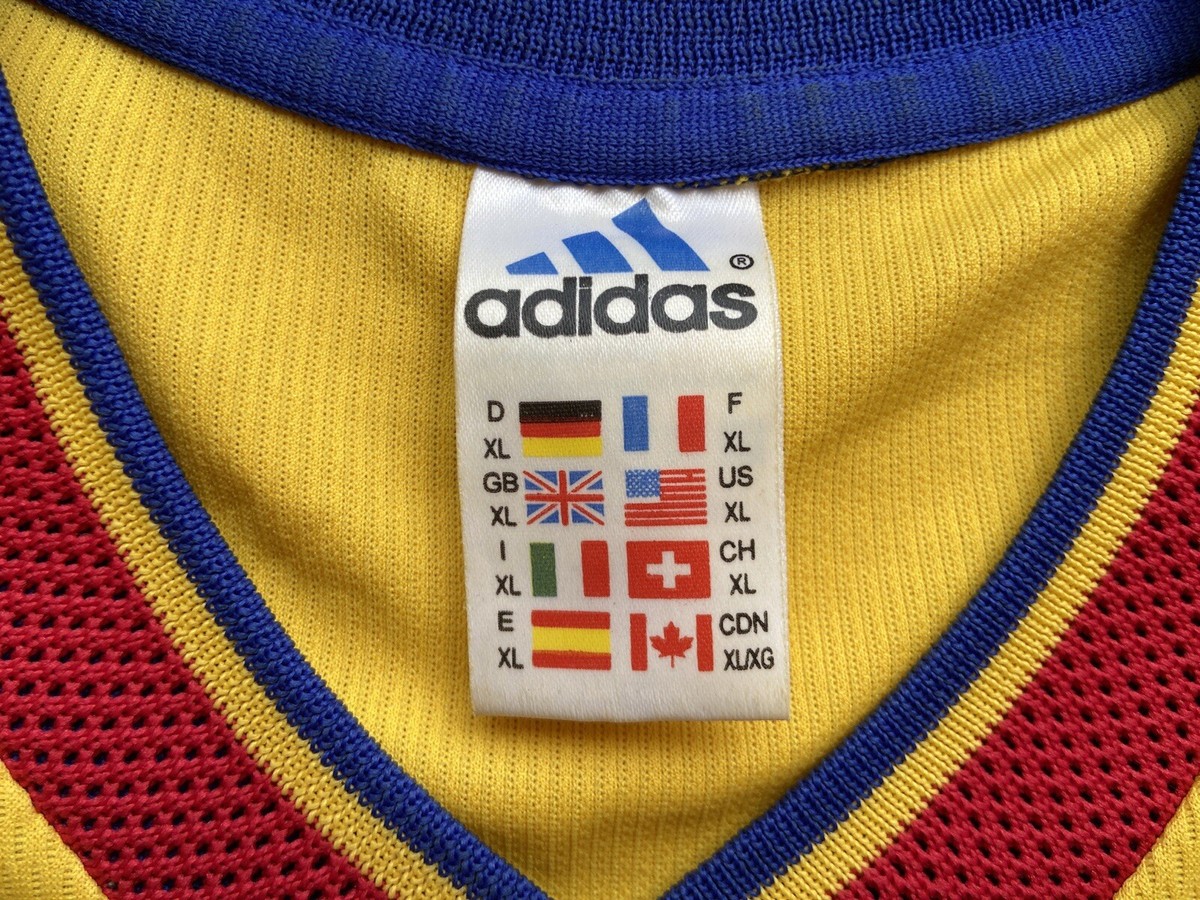 adidas ®
D F
XL XL
GB US
XL XL
I CH
XL XL
E CDN
XL XL/XG